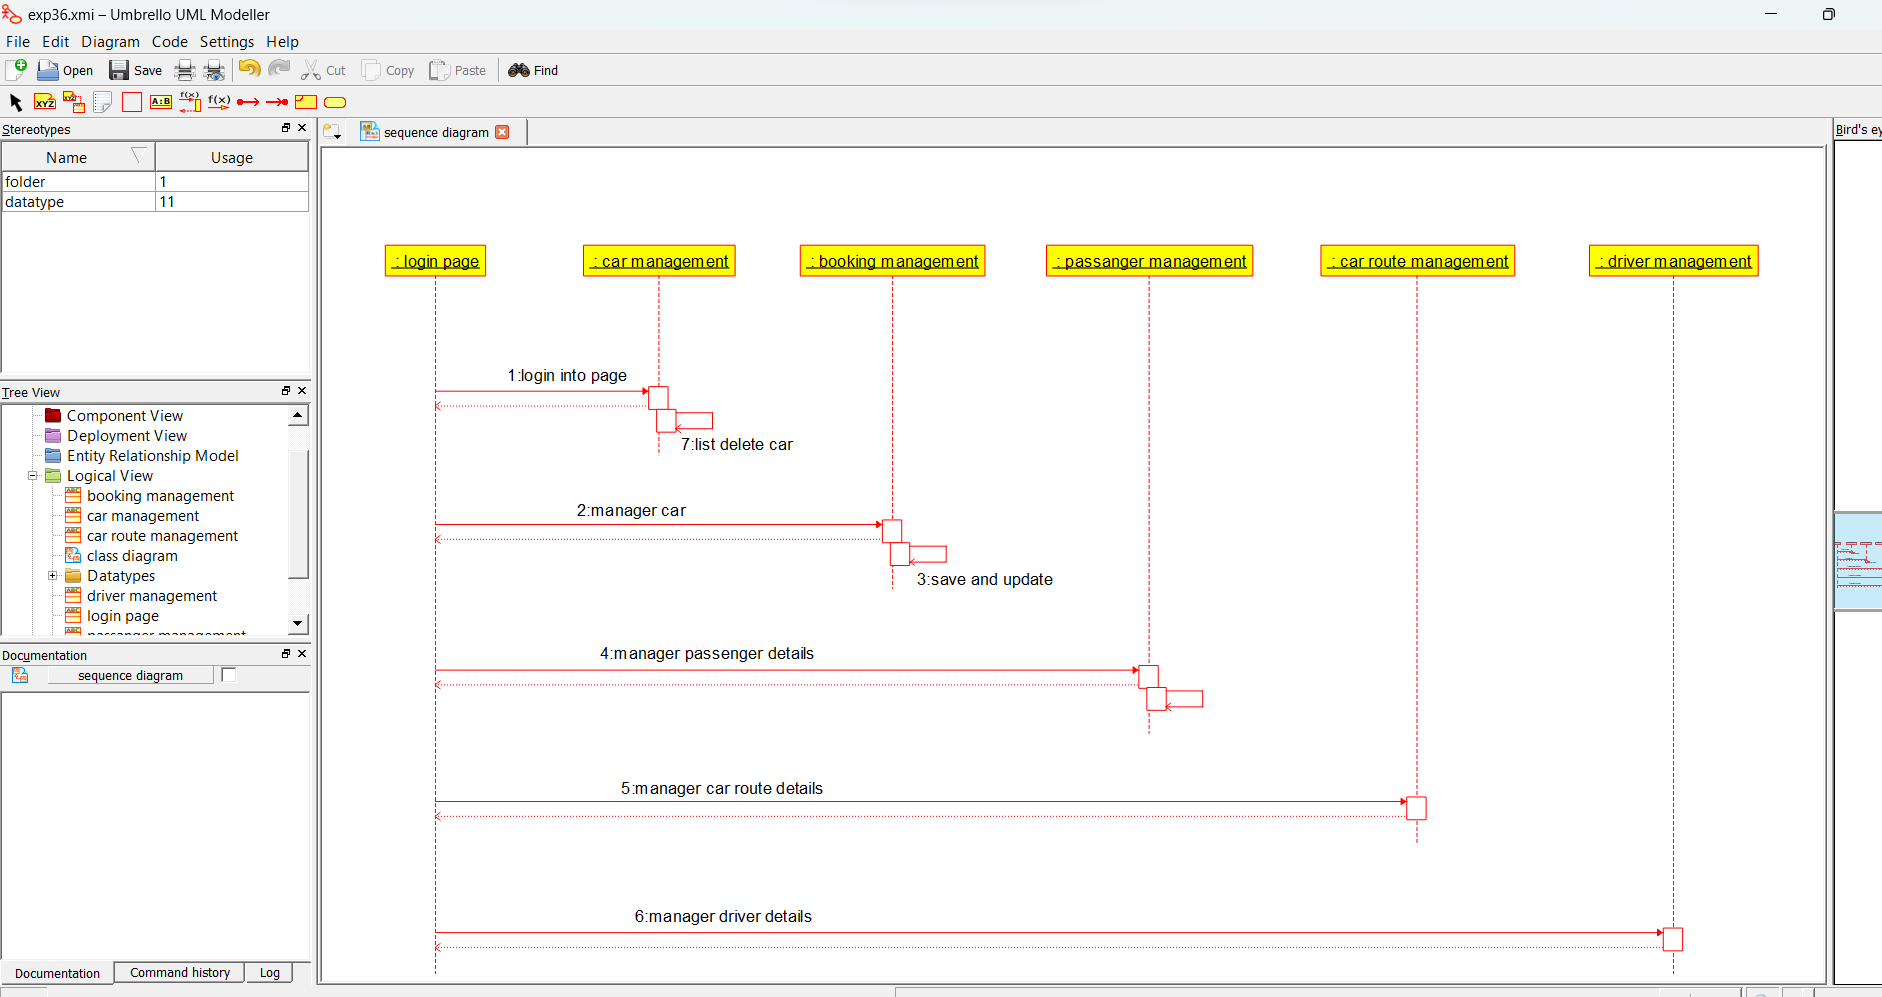 exp36.xmi – Umbrello UML Modeller
File Edit Diagram Code Settings Help
Open Save Cut Copy Paste Find
XYZ XYZ A:B f(x) f(x)
Stereotypes
Name Usage
folder 1
datatype 11
Tree View
Component View
Deployment View
Entity Relationship Model
Logical View
booking management
car management
car route management
class diagram
Datatypes
driver management
login page
passanger management
Documentation
sequence diagram
Documentation Command history Log
sequence diagram
Bird's ey
: login page
: car management
: booking management
: passanger management
: car route management
: driver management
1:login into page
7:list delete car
2:manager car
3:save and update
4:manager passenger details
5:manager car route details
6:manager driver details